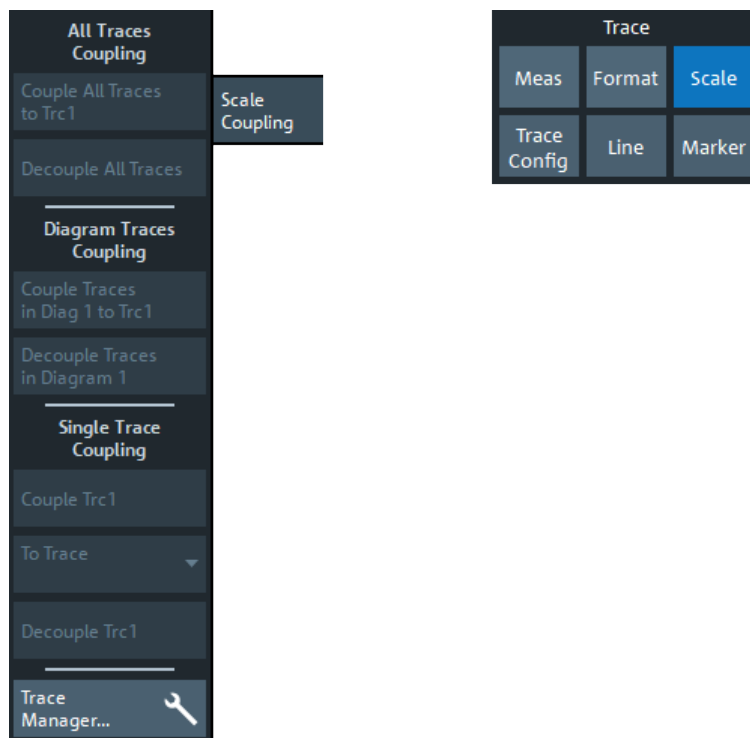 All Traces
Coupling
Couple All Traces
to Trc1
Decouple All Traces
Diagram Traces
Coupling
Couple Traces
in Diag 1 to Trc1
Decouple Traces
in Diagram 1
Single Trace
Coupling
Couple Trc1
To Trace
Decouple Trc1
Trace
Manager...
Scale
Coupling
Trace
Meas
Format
Scale
Trace
Config
Line
Marker